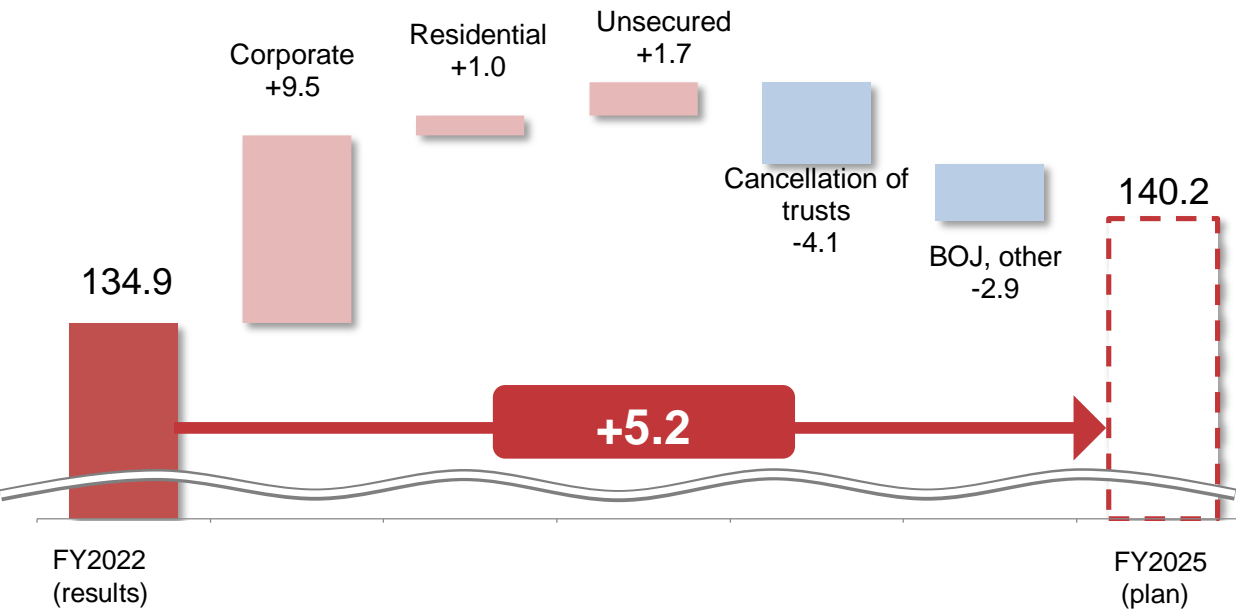 Corporate
+9.5
Residential
+1.0
Unsecured
+1.7
Cancellation of
trusts
-4.1
BOJ, other
-2.9
134.9
140.2
+5.2
FY2022
(results)
FY2025
(plan)